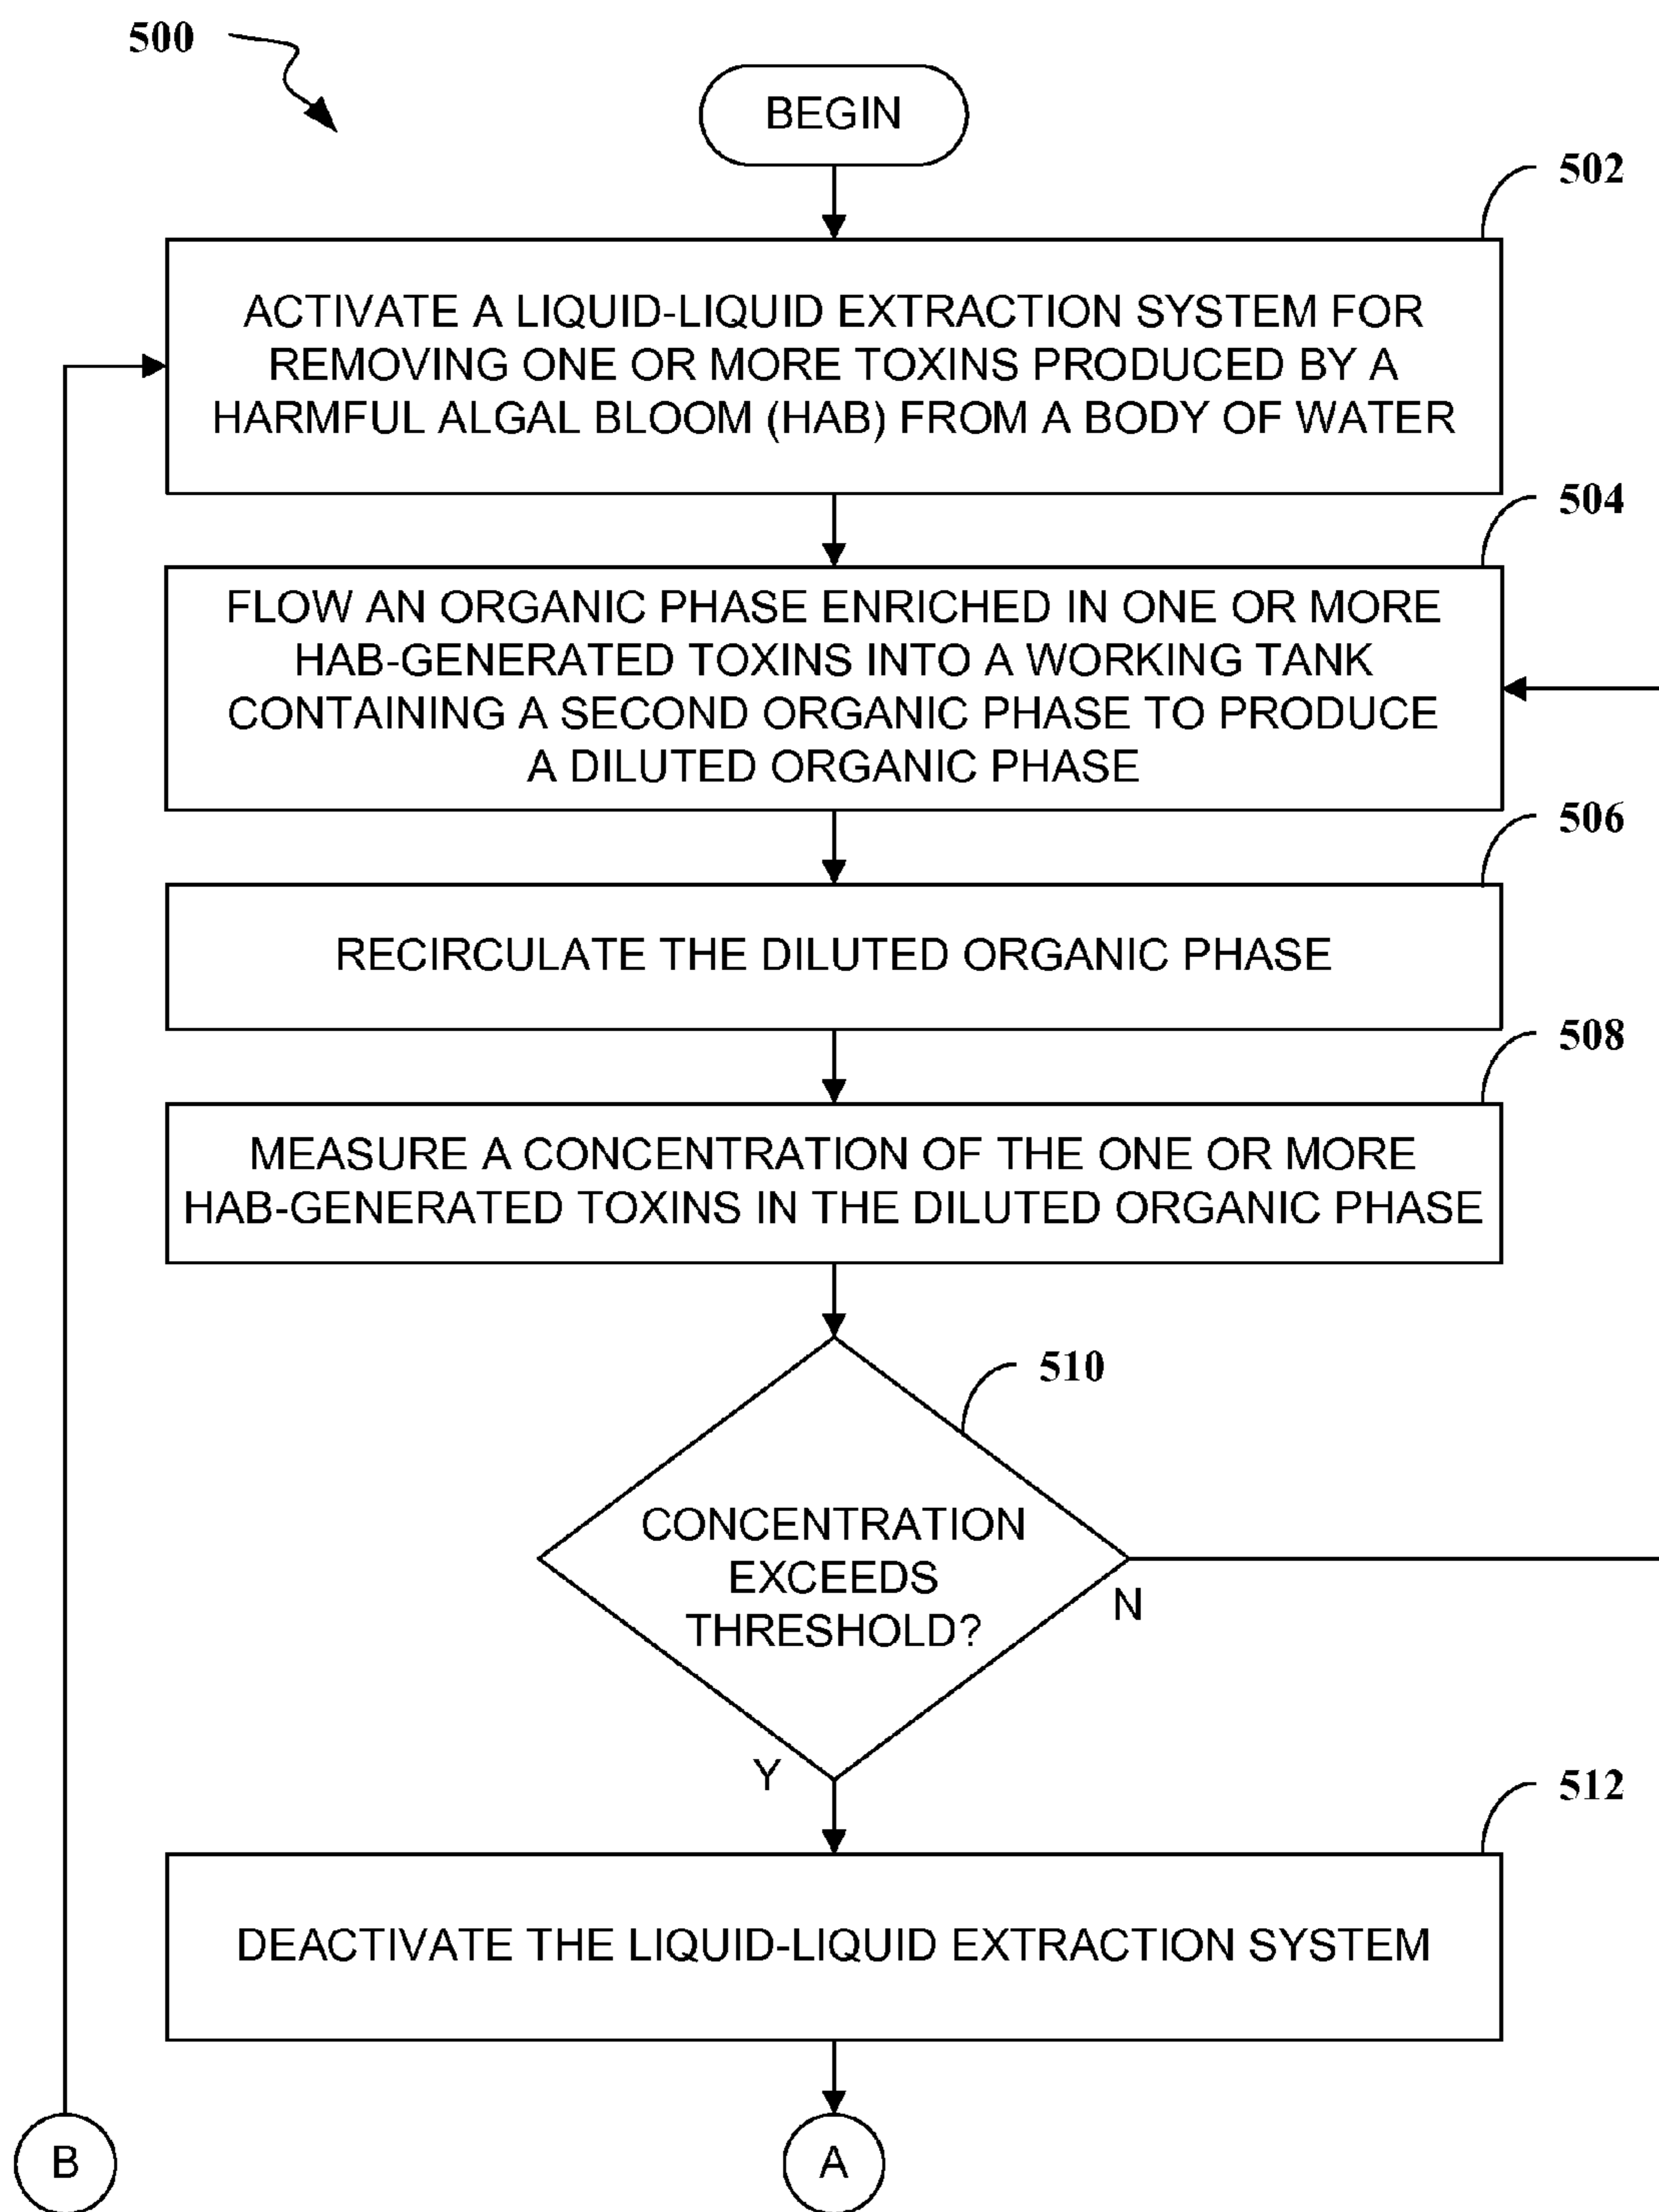 500
BEGIN
502
ACTIVATE A LIQUID-LIQUID EXTRACTION SYSTEM FOR
REMOVING ONE OR MORE TOXINS PRODUCED BY A
HARMFUL ALGAL BLOOM (HAB) FROM A BODY OF WATER
504
FLOW AN ORGANIC PHASE ENRICHED IN ONE OR MORE
HAB-GENERATED TOXINS INTO A WORKING TANK
CONTAINING A SECOND ORGANIC PHASE TO PRODUCE
A DILUTED ORGANIC PHASE
506
RECIRCULATE THE DILUTED ORGANIC PHASE
508
MEASURE A CONCENTRATION OF THE ONE OR MORE
HAB-GENERATED TOXINS IN THE DILUTED ORGANIC PHASE
510
CONCENTRATION
EXCEEDS
THRESHOLD?
N
Y
512
DEACTIVATE THE LIQUID-LIQUID EXTRACTION SYSTEM
B
A